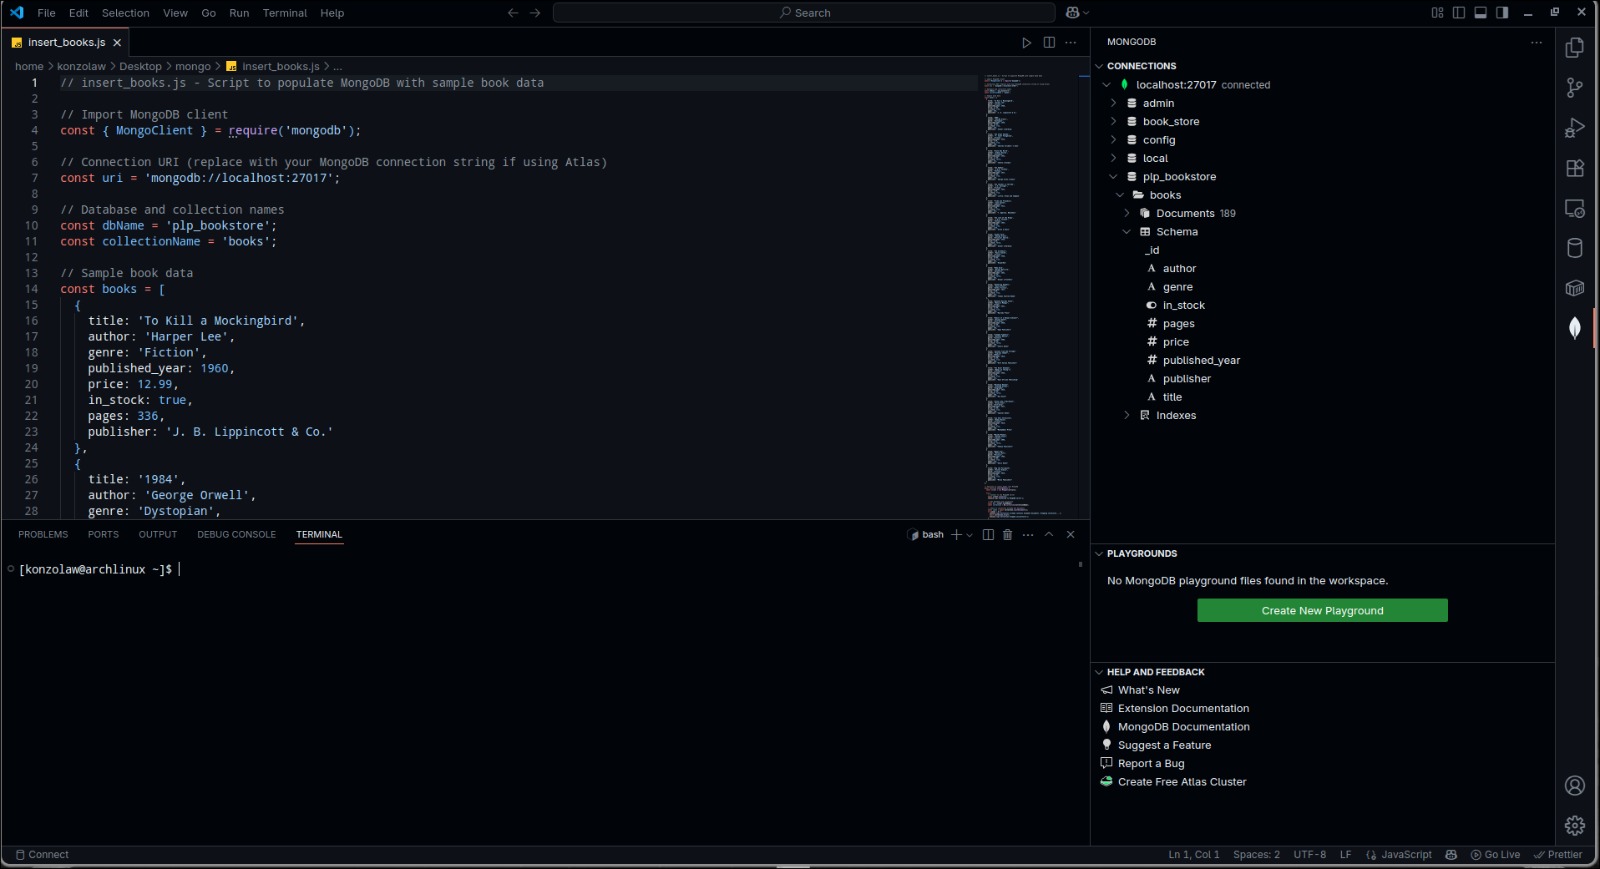 File Edit Selection View Go Run Terminal Help
Search
insert_books.js
home > konzolaw > Desktop > mongo > insert_books.js > ...
1 // insert_books.js - Script to populate MongoDB with sample book data
2
3 // Import MongoDB client
4 const { MongoClient } = require('mongodb');
5
6 // Connection URI (replace with your MongoDB connection string if using Atlas)
7 const uri = 'mongodb://localhost:27017';
8
9 // Database and collection names
10 const dbName = 'plp_bookstore';
11 const collectionName = 'books';
12
13 // Sample book data
14 const books = [
15 {
16 title: 'To Kill a Mockingbird',
17 author: 'Harper Lee',
18 genre: 'Fiction',
19 published_year: 1960,
20 price: 12.99,
21 in_stock: true,
22 pages: 336,
23 publisher: 'J. B. Lippincott & Co.'
24 },
25 {
26 title: '1984',
27 author: 'George Orwell',
28 genre: 'Dystopian',
PROBLEMS PORTS OUTPUT DEBUG CONSOLE TERMINAL
bash
[konzolaw@archlinux ~]$
MONGODB
CONNECTIONS
localhost:27017 connected
admin
book_store
config
local
plp_bookstore
books
Documents 189
Schema
_id
author
genre
in_stock
pages
price
published_year
publisher
title
Indexes
PLAYGROUNDS
No MongoDB playground files found in the workspace.
Create New Playground
HELP AND FEEDBACK
What's New
Extension Documentation
MongoDB Documentation
Suggest a Feature
Report a Bug
Create Free Atlas Cluster
Connect
Ln 1, Col 1 Spaces: 2 UTF-8 LF {} JavaScript Go Live Prettier